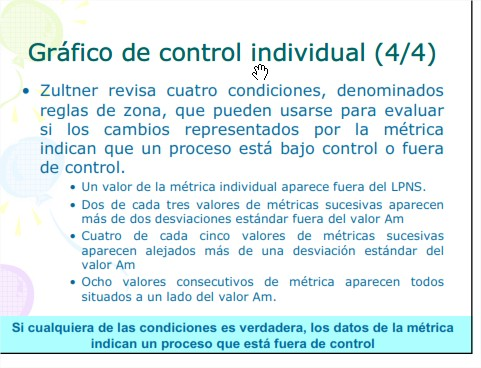 Gráfico de control individual (4/4)
• Zultner revisa cuatro condiciones, denominados
reglas de zona, que pueden usarse para evaluar
si los cambios representados por la métrica
indican que un proceso está bajo control o fuera
de control.
• Un valor de la métrica individual aparece fuera del LPNS.
• Dos de cada tres valores de métricas sucesivas aparecen
más de dos desviaciones estándar fuera del valor Am
• Cuatro de cada cinco valores de métricas sucesivas
aparecen alejados más de una desviación estándar del
valor Am
• Ocho valores consecutivos de métrica aparecen todos
situados a un lado del valor Am.
Si cualquiera de las condiciones es verdadera, los datos de la métrica
indican un proceso que está fuera de control